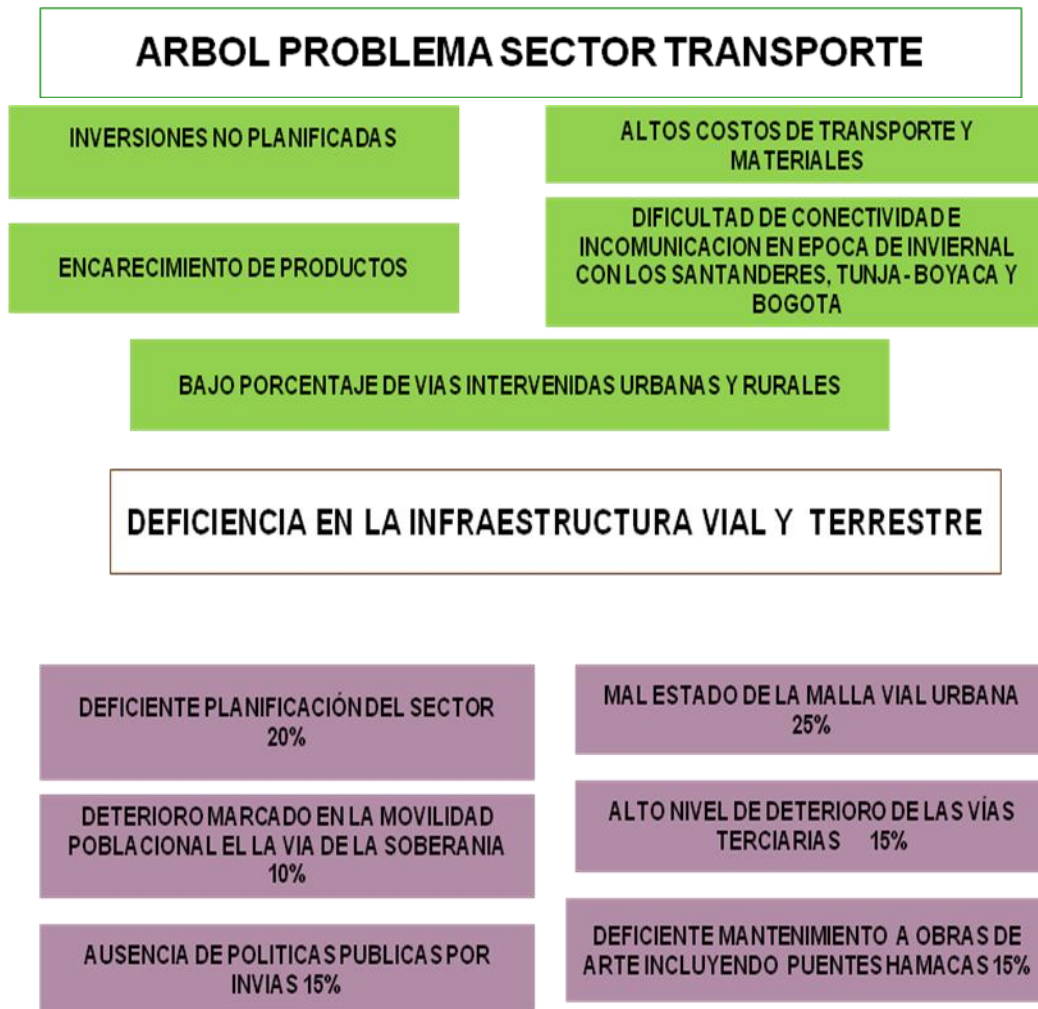 ARBOL PROBLEMA SECTOR TRANSPORTE
INVERSIONES NO PLANIFICADAS
ALTOS COSTOS DE TRANSPORTE Y
MATERIALES
ENCARECIMIENTO DE PRODUCTOS
DIFICULTAD DE CONECTIVIDAD E
INCOMUNICACION EN EPOCA DE INVIERNAL
CON LOS SANTANDERES, TUNJA- BOYACA Y
BOGOTA
BAJO PORCENTAJE DE VIAS INTERVENIDAS URBANAS Y RURALES
DEFICIENCIA EN LA INFRAESTRUCTURA VIAL Y TERRESTRE
DEFICIENTE PLANIFICACIÓN DEL SECTOR
20%
MAL ESTADO DE LA MALLA VIAL URBANA
25%
DETERIORO MARCADO EN LA MOVILIDAD
POBLACIONAL EL LA VIA DE LA SOBERANIA
10%
ALTO NIVEL DE DETERIORO DE LAS VÍAS
TERCIARIAS 15%
AUSENCIA DE POLITICAS PUBLICAS POR
INVIAS 15%
DEFICIENTE MANTENIMIENTO A OBRAS DE
ARTE INCLUYENDO PUENTES HAMACAS 15%